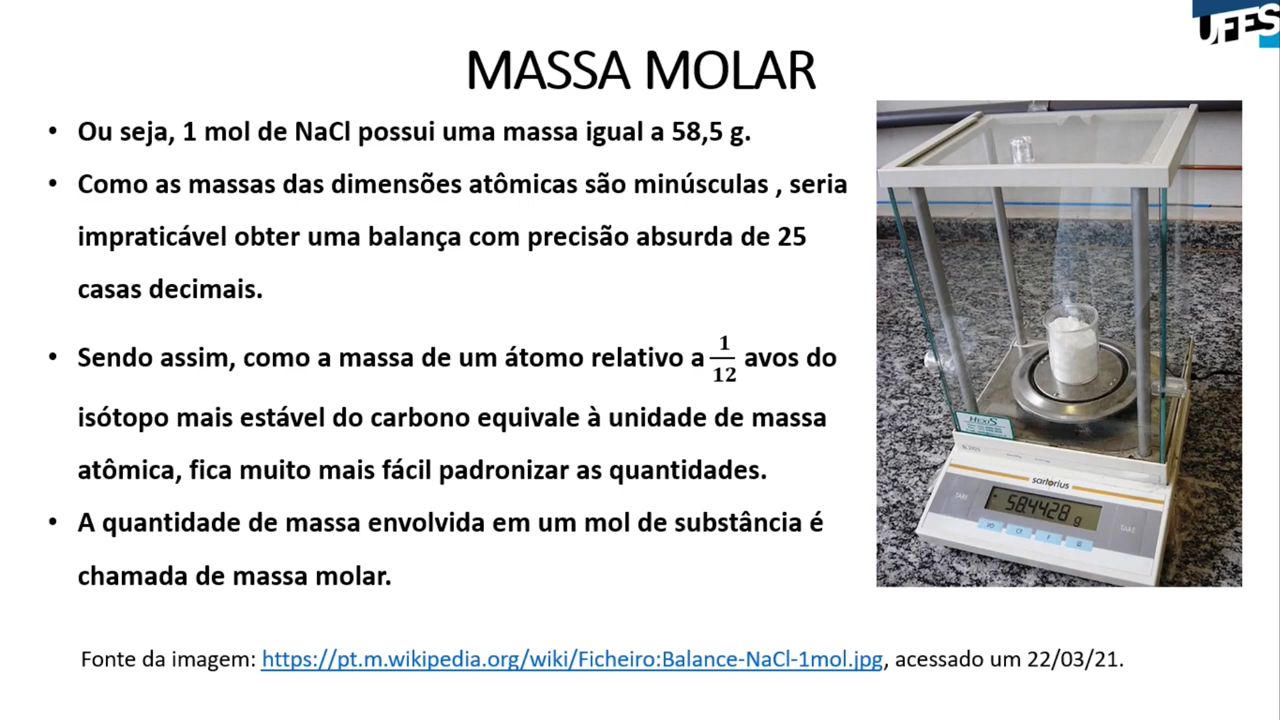 UFES
MASSA MOLAR
• Ou seja, 1 mol de NaCl possui uma massa igual a 58,5 g.
• Como as massas das dimensões atômicas são minúsculas , seria
impraticável obter uma balança com precisão absurda de 25
casas decimais.
• Sendo assim, como a massa de um átomo relativo a 1/12 avos do
isótopo mais estável do carbono equivale à unidade de massa
atômica, fica muito mais fácil padronizar as quantidades.
• A quantidade de massa envolvida em um mol de substância é
chamada de massa molar.
HEXIS
sartorius
58.4428 g
TARE
TARE
CF
F
Fonte da imagem: https://pt.m.wikipedia.org/wiki/Ficheiro:Balance-NaCl-1mol.jpg, acessado um 22/03/21.